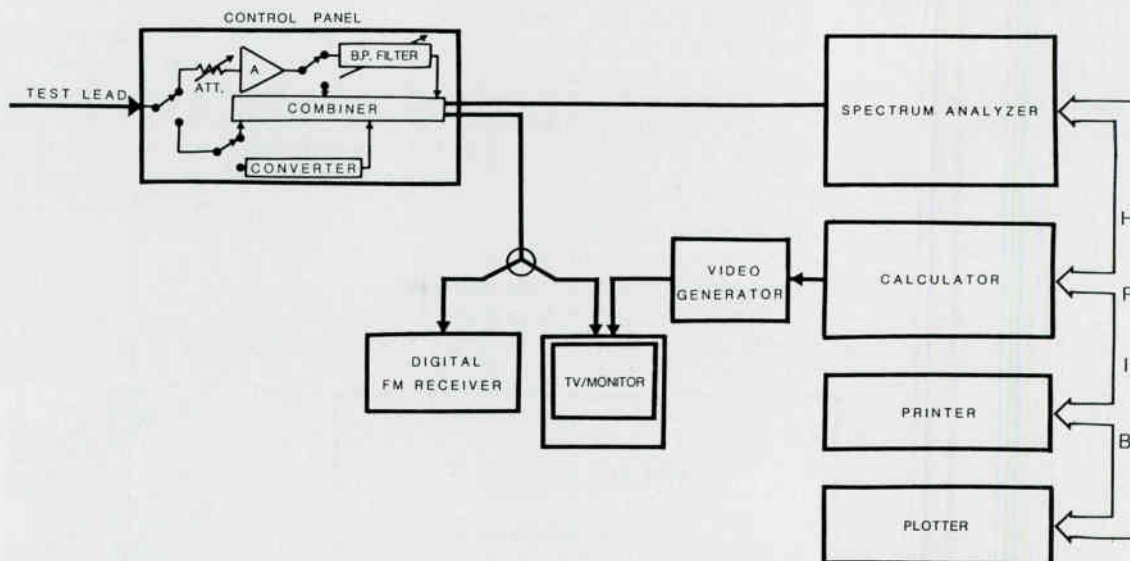 CONTROL PANEL
B.P. FILTER
A
ATT.
TEST LEAD
COMBINER
CONVERTER
SPECTRUM ANALYZER
H
VIDEO
GENERATOR
CALCULATOR
P
DIGITAL
FM RECEIVER
TV/MONITOR
I
PRINTER
B
PLOTTER